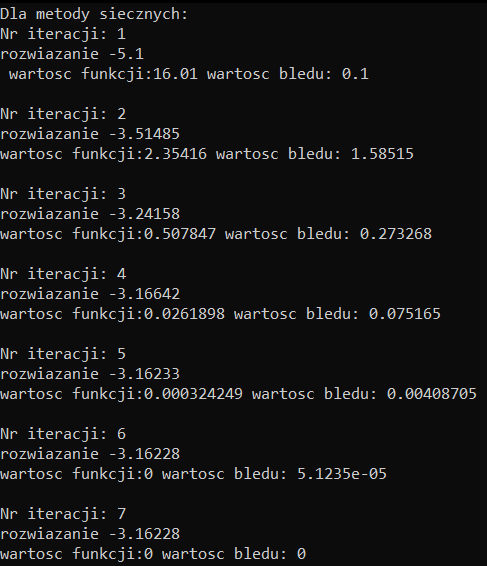 Dla metody siecznych:
Nr iteracji: 1
rozwiazanie -5.1
 wartosc funkcji:16.01 wartosc bledu: 0.1

Nr iteracji: 2
rozwiazanie -3.51485
wartosc funkcji:2.35416 wartosc bledu: 1.58515

Nr iteracji: 3
rozwiazanie -3.24158
wartosc funkcji:0.507847 wartosc bledu: 0.273268

Nr iteracji: 4
rozwiazanie -3.16642
wartosc funkcji:0.0261898 wartosc bledu: 0.075165

Nr iteracji: 5
rozwiazanie -3.16233
wartosc funkcji:0.000324249 wartosc bledu: 0.00408705

Nr iteracji: 6
rozwiazanie -3.16228
wartosc funkcji:0 wartosc bledu: 5.1235e-05

Nr iteracji: 7
rozwiazanie -3.16228
wartosc funkcji:0 wartosc bledu: 0